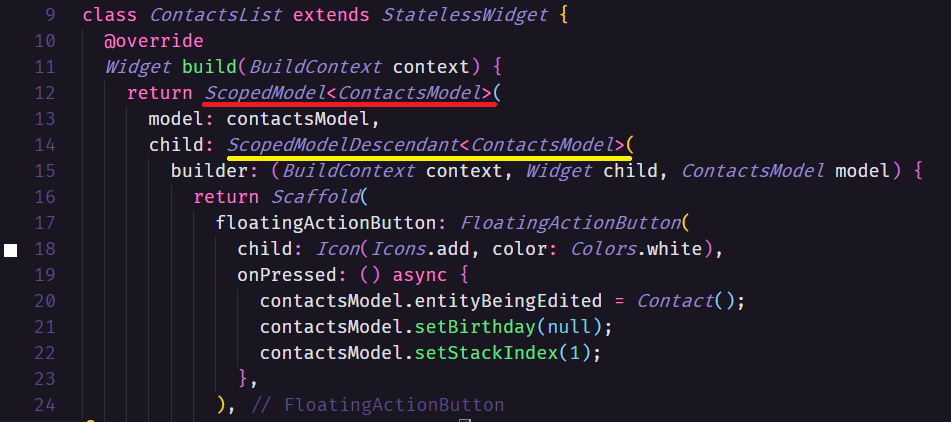 9 class ContactsList extends StatelessWidget {
10 @override
11 Widget build(BuildContext context) {
12 return ScopedModel<ContactsModel>(
13 model: contactsModel,
14 child: ScopedModelDescendant<ContactsModel>(
15 builder: (BuildContext context, Widget child, ContactsModel model) {
16 return Scaffold(
17 floatingActionButton: FloatingActionButton(
18 child: Icon(Icons.add, color: Colors.white),
19 onPressed: () async {
20 contactsModel.entityBeingEdited = Contact();
21 contactsModel.setBirthday(null);
22 contactsModel.setStackIndex(1);
23 },
24 ), // FloatingActionButton